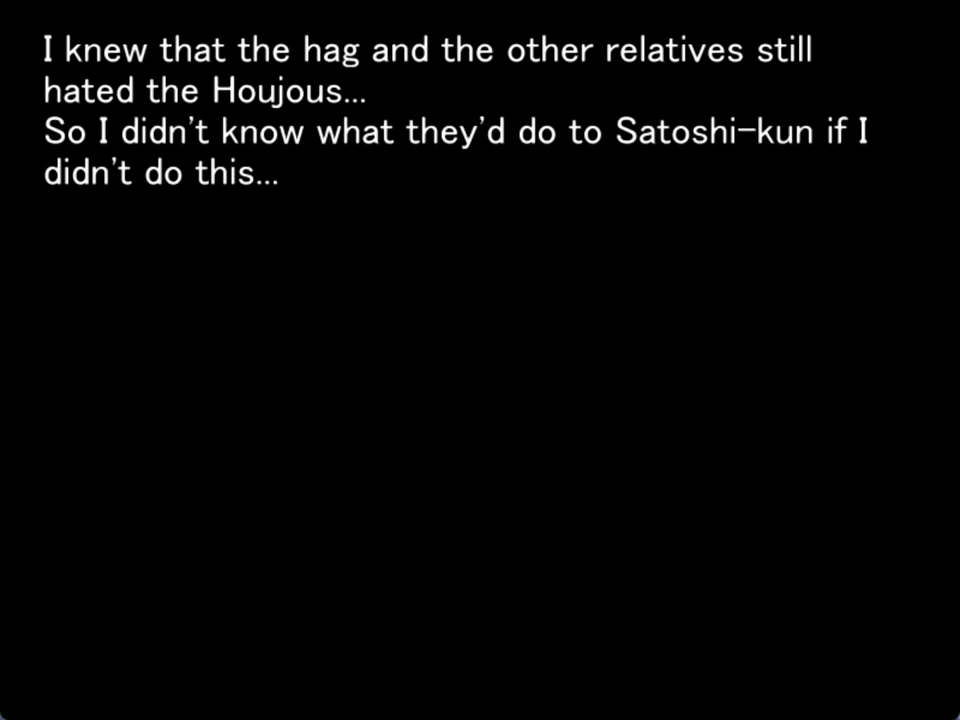 I knew that the hag and the other relatives still
hated the Houjous...
So I didn't know what they'd do to Satoshi-kun if I
didn't do this...